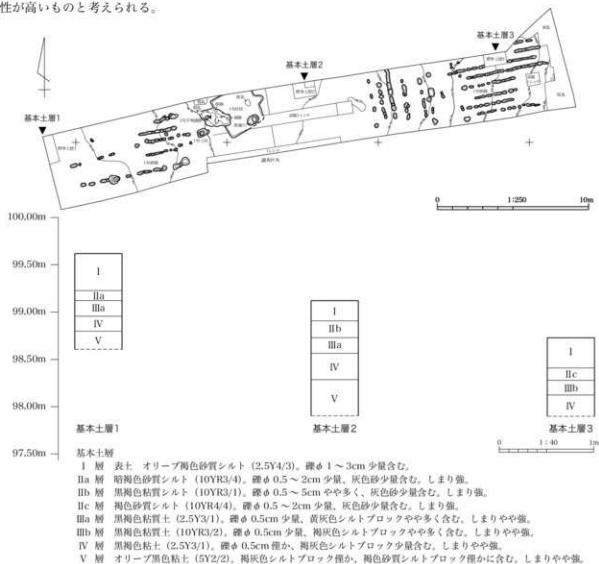 性が高いものと考えられる。
基本土層3
基本土層2
基本土層1
0 1:250 10m
100.00m
99.50m
99.00m
98.50m
98.00m
97.50m
Ⅰ
Ⅱa
Ⅲa
Ⅳ
Ⅴ
Ⅰ
Ⅱb
Ⅲa
Ⅳ
Ⅴ
Ⅰ
Ⅱc
Ⅲb
Ⅳ
基本土層1
基本土層2
基本土層3
0 1:40 1m
基本土層
Ⅰ 層 表土 オリーブ褐色砂質シルト (2.5Y4/3)。礫φ 1 ~ 3cm 少量含む。
Ⅱa 層 暗褐色砂質シルト (10YR3/4)。礫φ 0.5 ~ 2cm 少量、灰色砂少量含む。しまり強。
Ⅱb 層 黒褐色粘質シルト (10YR3/1)。礫φ 0.5 ~ 5cm やや多く、灰色砂少量含む。しまり強。
Ⅱc 層 褐色砂質シルト (10YR4/4)。礫φ 0.5 ~ 2cm 少量、灰色砂少量含む。しまり強。
Ⅲa 層 黒褐色粘質土 (2.5Y3/1)。礫φ 0.5cm 少量、黄灰色シルトブロックやや多く含む。しまりやや強。
Ⅲb 層 黒褐色粘質土 (10YR3/2)。礫φ 0.5cm 少量、褐灰色シルトブロックやや多く含む。しまりやや強。
Ⅳ 層 黒褐色粘土 (2.5Y3/1)。礫φ 0.5cm 僅か、褐灰色シルトブロック少量含む。しまりやや強。
Ⅴ 層 オリーブ黒色粘土 (5Y2/2)。褐灰色シルトブロック僅か、褐色砂質シルトブロック僅かに含む。しまりやや強。